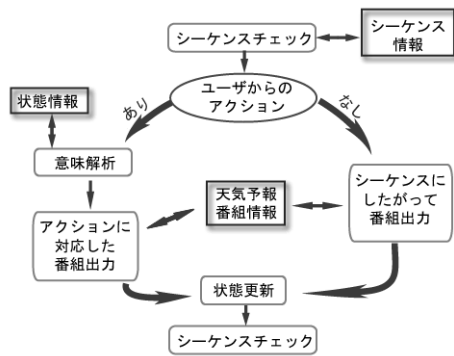 シーケンスチェック
シーケンス
情報
ユーザからの
アクション
あり
なし
状態情報
意味解析
アクションに
対応した
番組出力
天気予報
番組情報
シーケンスに
したがって
番組出力
状態更新
シーケンスチェック